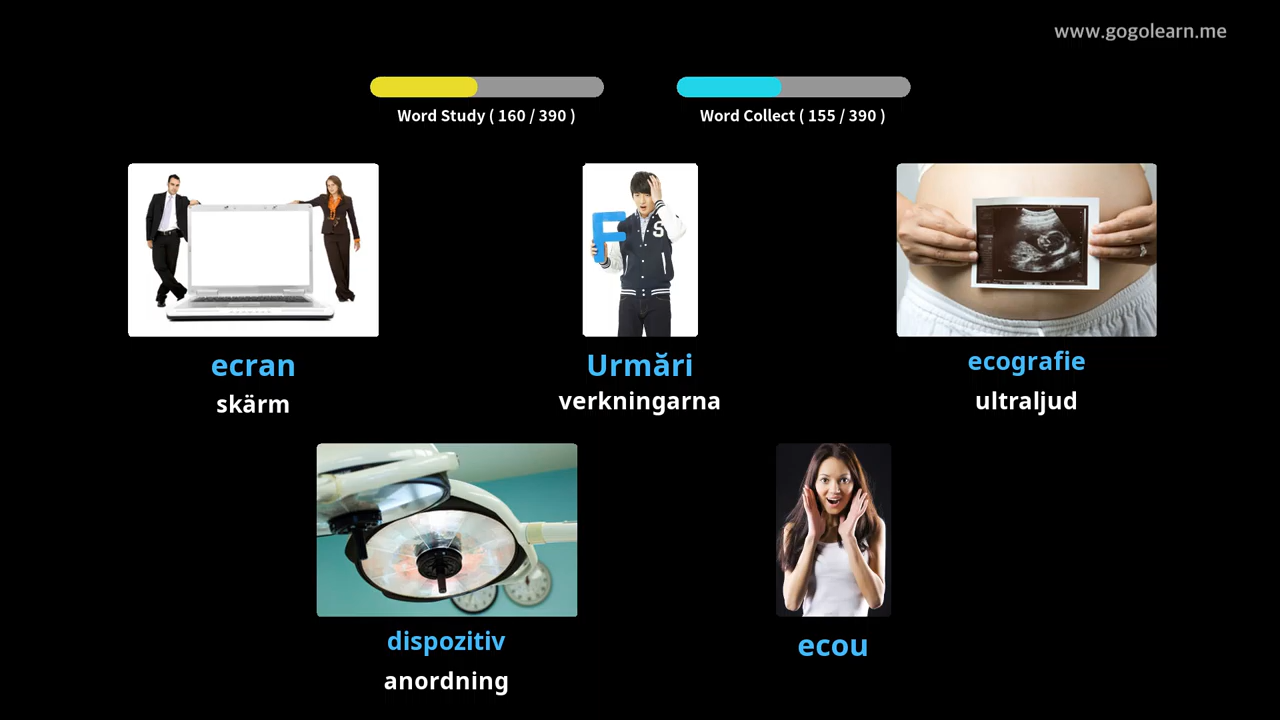 www.gogolearn.me
Word Study ( 160 / 390 )
Word Collect ( 155 / 390 )
F
S
ecran
skärm
Urmări
verkningarna
ecografie
ultraljud
dispozitiv
anordning
ecou